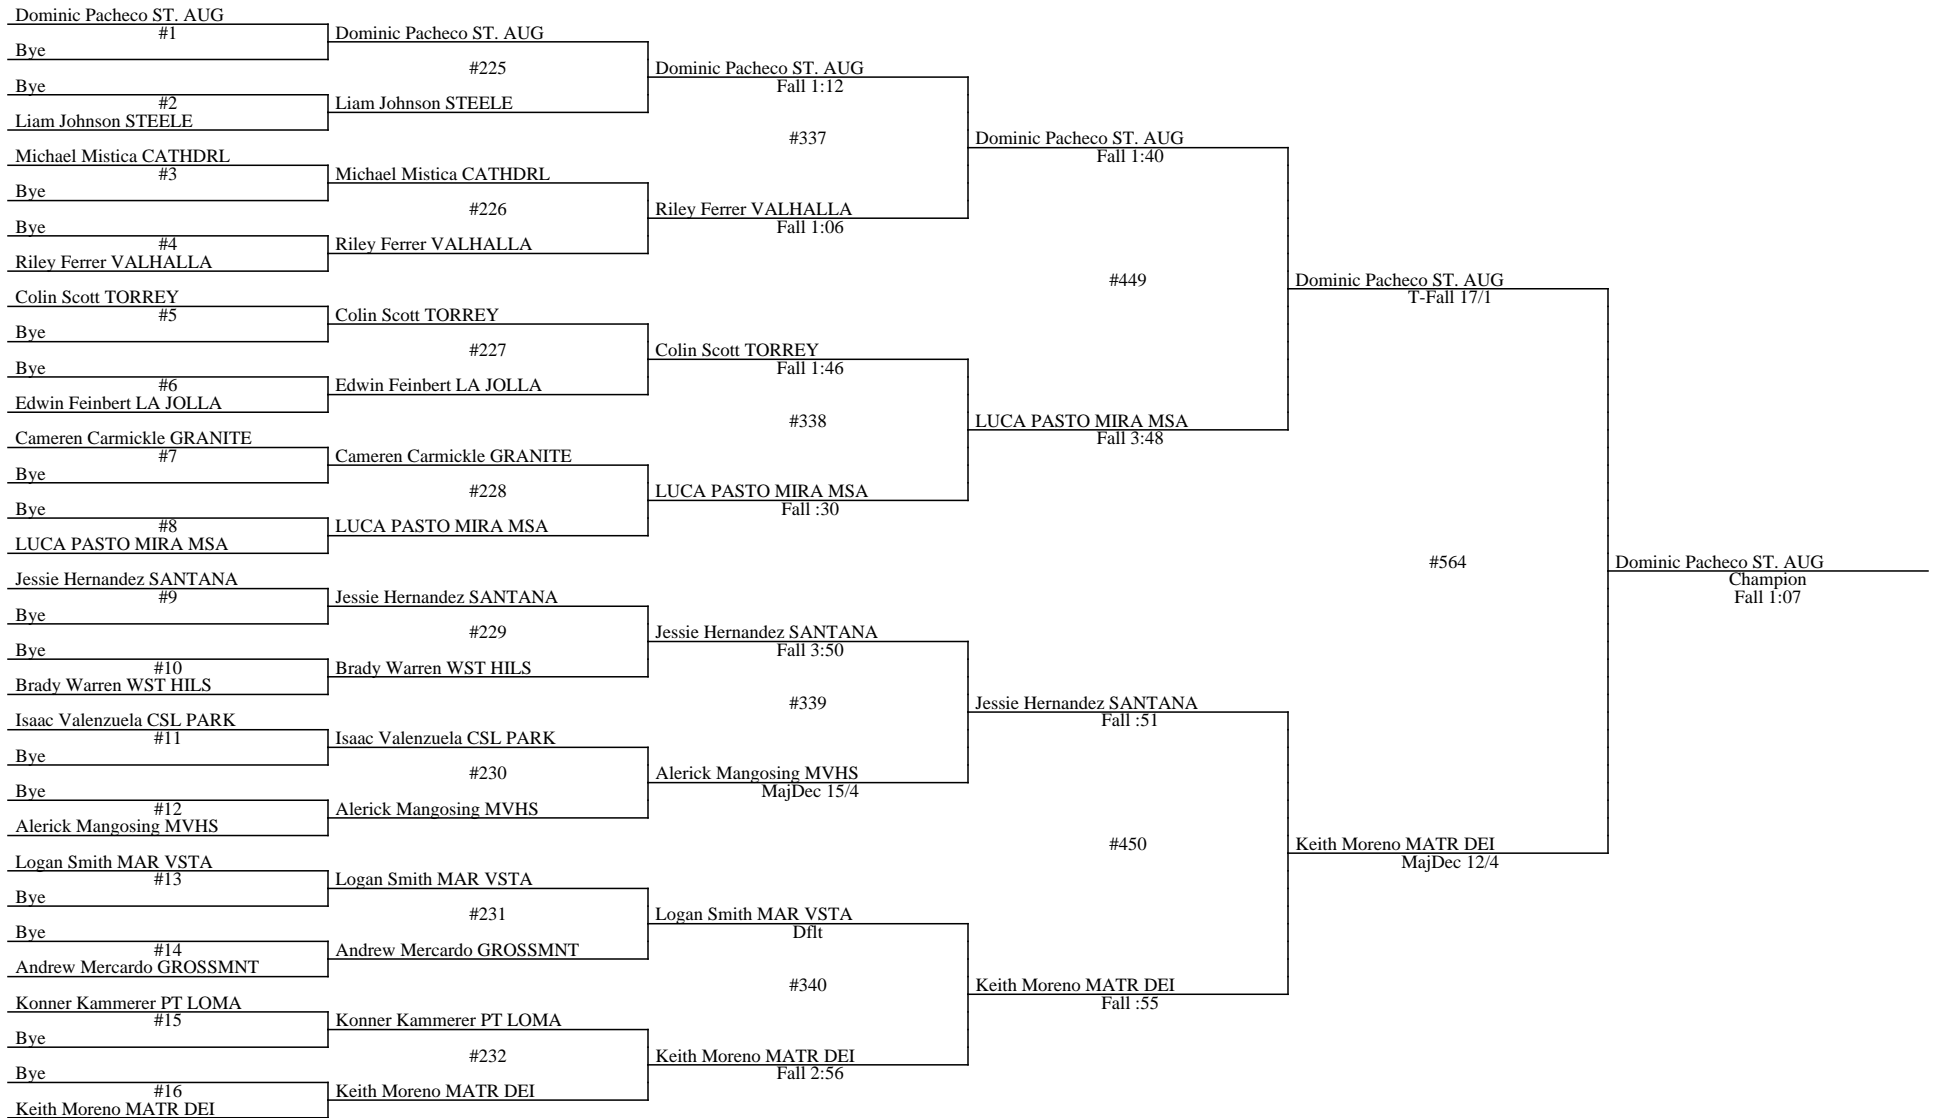 Dominic Pacheco ST. AUG
#1
Bye
Bye
#2
Liam Johnson STEELE
Michael Mistica CATHDRL
#3
Bye
Bye
#4
Riley Ferrer VALHALLA
Colin Scott TORREY
#5
Bye
Bye
#6
Edwin Feinbert LA JOLLA
Cameren Carmickle GRANITE
#7
Bye
Bye
#8
LUCA PASTO MIRA MSA
Jessie Hernandez SANTANA
#9
Bye
Bye
#10
Brady Warren WST HILS
Isaac Valenzuela CSL PARK
#11
Bye
Bye
#12
Alerick Mangosing MVHS
Logan Smith MAR VSTA
#13
Bye
Bye
#14
Andrew Mercardo GROSSMNT
Konner Kammerer PT LOMA
#15
Bye
Bye
#16
Keith Moreno MATR DEI
Dominic Pacheco ST. AUG
#225
Liam Johnson STEELE
Michael Mistica CATHDRL
#226
Riley Ferrer VALHALLA
Colin Scott TORREY
#227
Edwin Feinbert LA JOLLA
Cameren Carmickle GRANITE
#228
LUCA PASTO MIRA MSA
Jessie Hernandez SANTANA
#229
Brady Warren WST HILS
Isaac Valenzuela CSL PARK
#230
Alerick Mangosing MVHS
Logan Smith MAR VSTA
#231
Andrew Mercardo GROSSMNT
Konner Kammerer PT LOMA
#232
Keith Moreno MATR DEI
Dominic Pacheco ST. AUG
Fall 1:12
#337
Riley Ferrer VALHALLA
Fall 1:06
Colin Scott TORREY
Fall 1:46
#338
LUCA PASTO MIRA MSA
Fall :30
Jessie Hernandez SANTANA
Fall 3:50
#339
Alerick Mangosing MVHS
MajDec 15/4
Logan Smith MAR VSTA
Dflt
#340
Keith Moreno MATR DEI
Fall 2:56
Dominic Pacheco ST. AUG
Fall 1:40
#449
LUCA PASTO MIRA MSA
Fall 3:48
Jessie Hernandez SANTANA
Fall :51
#450
Keith Moreno MATR DEI
Fall :55
Dominic Pacheco ST. AUG
T-Fall 17/1
#564
Keith Moreno MATR DEI
MajDec 12/4
Dominic Pacheco ST. AUG
Champion
Fall 1:07